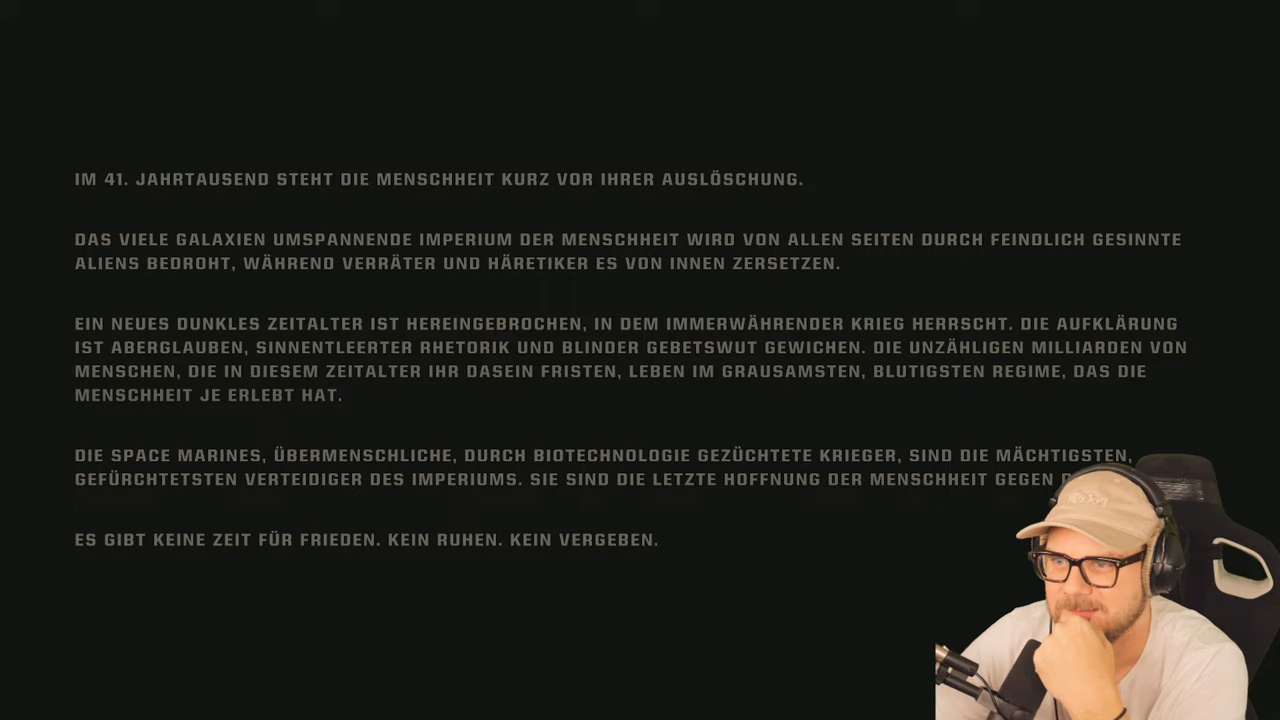 IM 41. JAHRTAUSEND STEHT DIE MENSCHHEIT KURZ VOR IHRER AUSLÖSCHUNG.
DAS VIELE GALAXIEN UMSPANNENDE IMPERIUM DER MENSCHHEIT WIRD VON ALLEN SEITEN DURCH FEINDLICH GESINNTE
ALIENS BEDROHT, WÄHREND VERRÄTER UND HÄRETIKER ES VON INNEN ZERSETZEN.
EIN NEUES DUNKLES ZEITALTER IST HEREINGEBROCHEN, IN DEM IMMERWÄHRENDER KRIEG HERRSCHT. DIE AUFKLÄRUNG
IST ABERGLAUBEN, SINNENTLEERTER RHETORIK UND BLINDER GEBETSWUT GEWICHEN. DIE UNZÄHLIGEN MILLIARDEN VON
MENSCHEN, DIE IN DIESEM ZEITALTER IHR DASEIN FRISTEN, LEBEN IM GRAUSAMSTEN, BLUTIGSTEN REGIME, DAS DIE
MENSCHHEIT JE ERLEBT HAT.
DIE SPACE MARINES, ÜBERMENSCHLICHE, DURCH BIOTECHNOLOGIE GEZÜCHTETE KRIEGER, SIND DIE MÄCHTIGSTEN,
GEFÜRCHTETSTEN VERTEIDIGER DES IMPERIUMS. SIE SIND DIE LETZTE HOFFNUNG DER MENSCHHEIT GEGEN
ES GIBT KEINE ZEIT FÜR FRIEDEN. KEIN RUHEN. KEIN VERGEBEN.